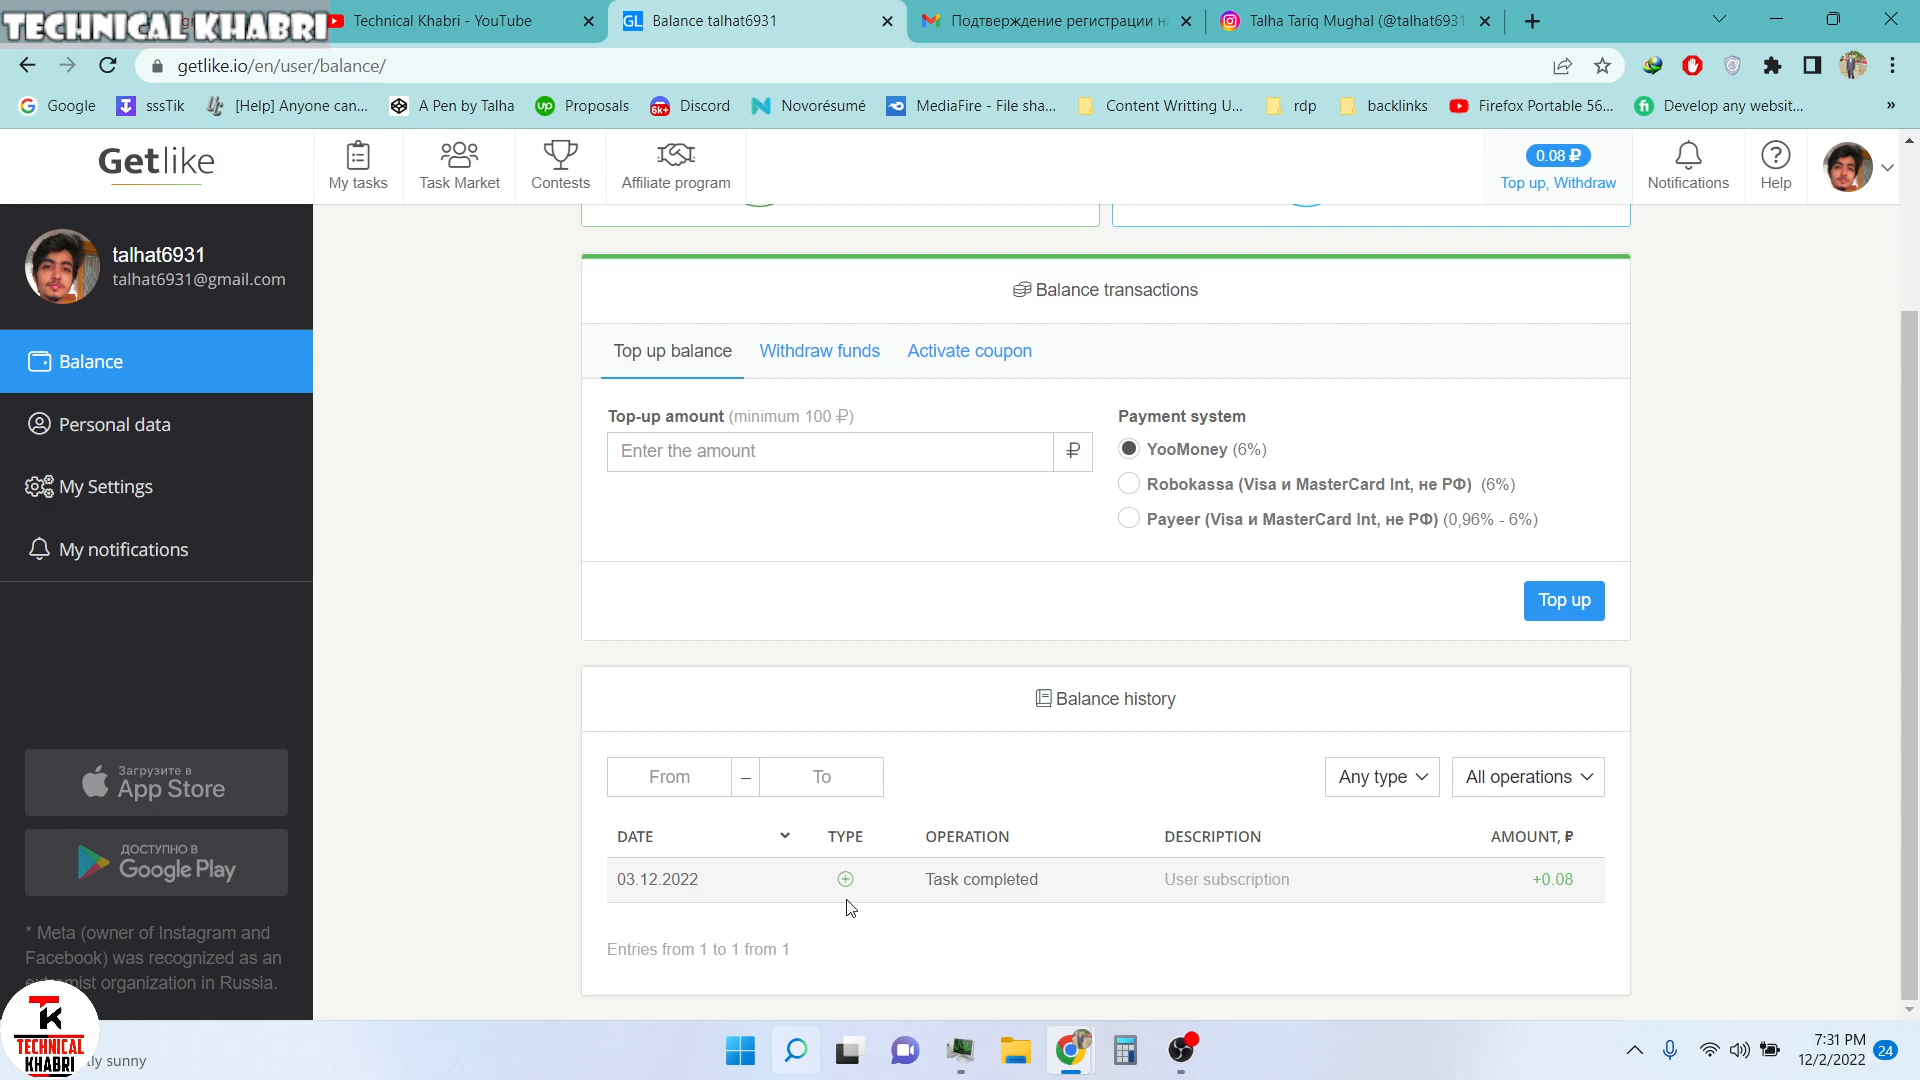 TECHNICAL KHABRI
Technical Khabri - YouTube
Balance talhat6931
Подтверждение регистрации на
Talha Tariq Mughal (@talhat6931
getlike.io/en/user/balance/
Google
sssTik
[Help] Anyone can...
A Pen by Talha
Proposals
Discord
Novorésumé
MediaFire - File sha...
Content Writting U...
rdp
backlinks
Firefox Portable 56...
Develop any websit...
»
Getlike
My tasks
Task Market
Contests
Affiliate program
0.08 ₽
Top up, Withdraw
Notifications
Help
talhat6931
talhat6931@gmail.com
Balance
Personal data
My Settings
My notifications
Загрузите в
App Store
ДОСТУПНО В
Google Play
* Meta (owner of Instagram and
Facebook) was recognized as an
organization in Russia.
Balance transactions
Top up balance
Withdraw funds
Activate coupon
Top-up amount (minimum 100 ₽)
Enter the amount
₽
Payment system
YooMoney (6%)
Robokassa (Visa и MasterCard Int, не РФ) (6%)
Payeer (Visa и MasterCard Int, не РФ) (0,96% - 6%)
Top up
Balance history
From – To
Any type
All operations
DATE TYPE OPERATION DESCRIPTION AMOUNT, ₽
03.12.2022 Task completed User subscription +0.08
Entries from 1 to 1 from 1
TK
TECHNICAL
KHABRI
sunny
7:31 PM
12/2/2022
24